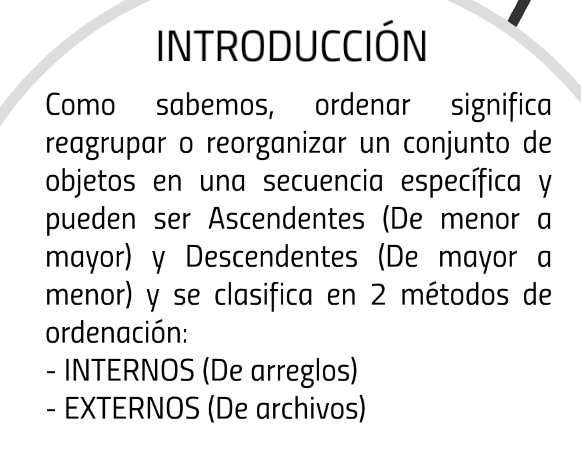 INTRODUCCIÓN
Como sabemos, ordenar significa
reagrupar o reorganizar un conjunto de
objetos en una secuencia específica y
pueden ser Ascendentes (De menor a
mayor) y Descendentes (De mayor a
menor) y se clasifica en 2 métodos de
ordenación:
- INTERNOS (De arreglos)
- EXTERNOS (De archivos)